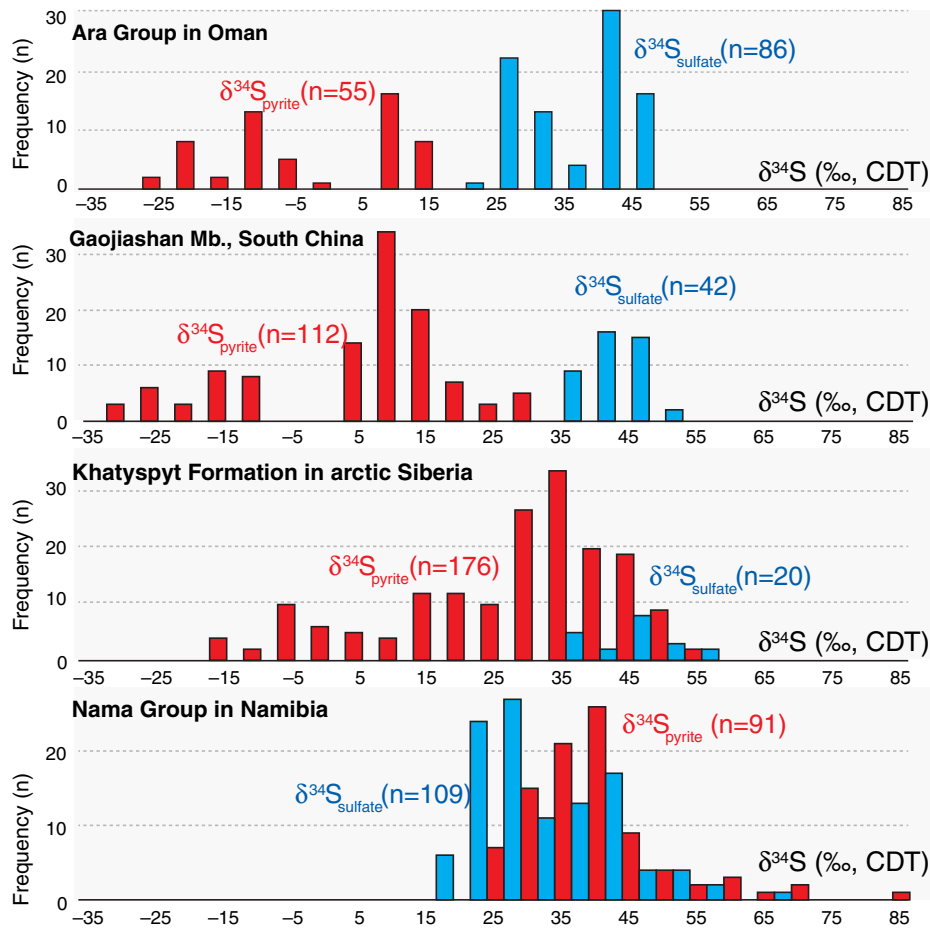 Ara Group in Oman
Frequency (n)
30
20
10
0
δ³⁴Spyrite(n=55)
δ³⁴Ssulfate(n=86)
δ³⁴S (‰, CDT)
−35 −25 −15 −5 5 15 25 35 45 55 65 75 85
Gaojiashan Mb., South China
Frequency (n)
30
20
10
0
δ³⁴Spyrite(n=112)
δ³⁴Ssulfate(n=42)
δ³⁴S (‰, CDT)
−35 −25 −15 −5 5 15 25 35 45 55 65 75 85
Khatyspyt Formation in arctic Siberia
Frequency (n)
30
20
10
0
δ³⁴Spyrite(n=176)
δ³⁴Ssulfate(n=20)
δ³⁴S (‰, CDT)
−35 −25 −15 −5 5 15 25 35 45 55 65 75 85
Nama Group in Namibia
Frequency (n)
20
10
0
δ³⁴Spyrite (n=91)
δ³⁴Ssulfate(n=109)
δ³⁴S (‰, CDT)
−35 −25 −15 −5 5 15 25 35 45 55 65 75 85